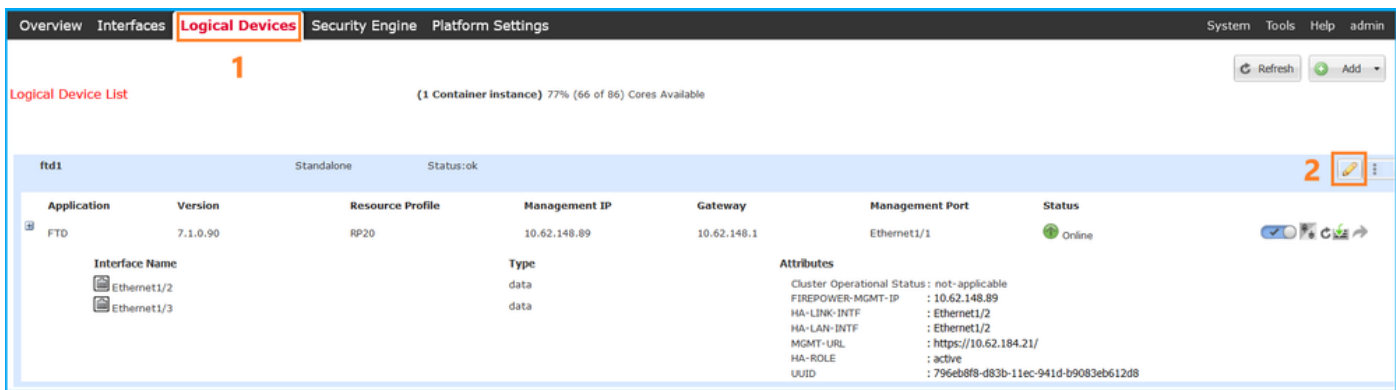 Overview Interfaces Logical Devices Security Engine Platform Settings System Tools Help admin
1
Refresh Add
Logical Device List (1 Container instance) 77% (66 of 86) Cores Available
ftd1 Standalone Status:ok 2
Application Version Resource Profile Management IP Gateway Management Port Status
FTD 7.1.0.90 RP20 10.62.148.89 10.62.148.1 Ethernet1/1 Online
Interface Name Type Attributes
Ethernet1/2 data Cluster Operational Status : not-applicable
FIREPOWER-MGMT-IP : 10.62.148.89
Ethernet1/3 data HA-LINK-INTF : Ethernet1/2
HA-LAN-INTF : Ethernet1/2
MGMT-URL : https://10.62.184.21/
HA-ROLE : active
UUID : 796eb8f8-d83b-11ec-941d-b9083eb612d8